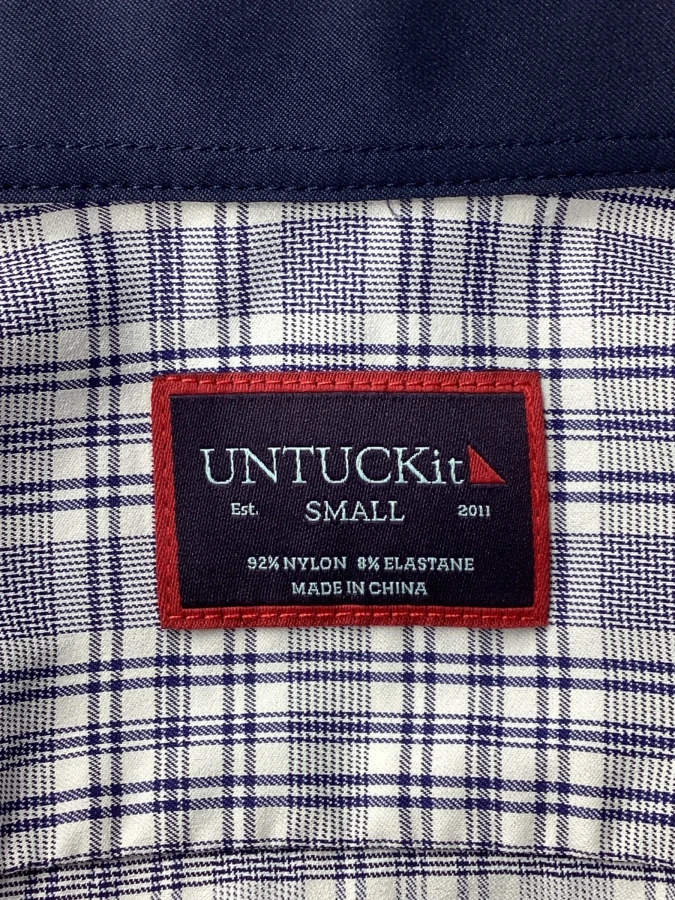 UNTUCKit
Est. SMALL 2011
92% NYLON 8% ELASTANE
MADE IN CHINA